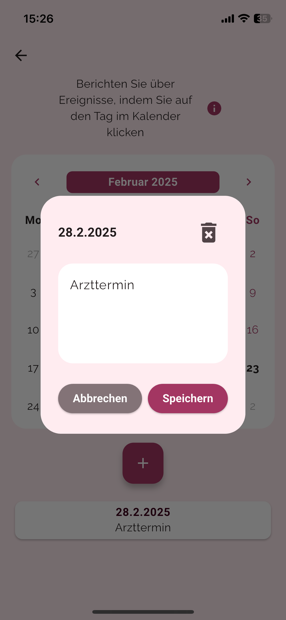 15:26
Berichten Sie über
Ereignisse, indem Sie auf
den Tag im Kalender
klicken
Februar 2025
Mo
So
27
2
3
9
10
16
17
23
24
2
28.2.2025
Arzttermin
Abbrechen
Speichern
+
28.2.2025
Arzttermin